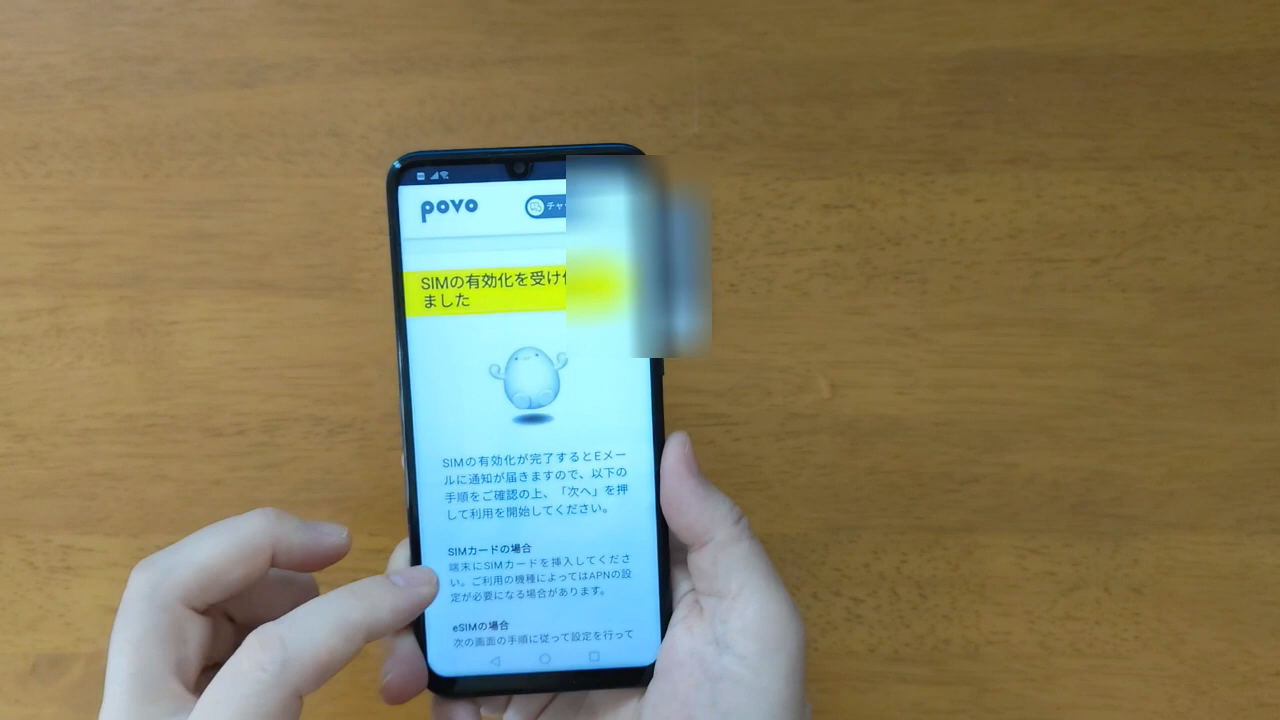 povo
チャ
SIMの有効化を受け
ました
SIMの有効化が完了するとEメー
ルに通知が届きますので、以下の
手順をご確認の上、「次へ」を押
して利用を開始してください。
SIMカードの場合
端末にSIMカードを挿入してくださ
い。ご利用の機種によってはAPNの設
定が必要になる場合があります。
eSIMの場合
次の画面の手順に従って設定を行って